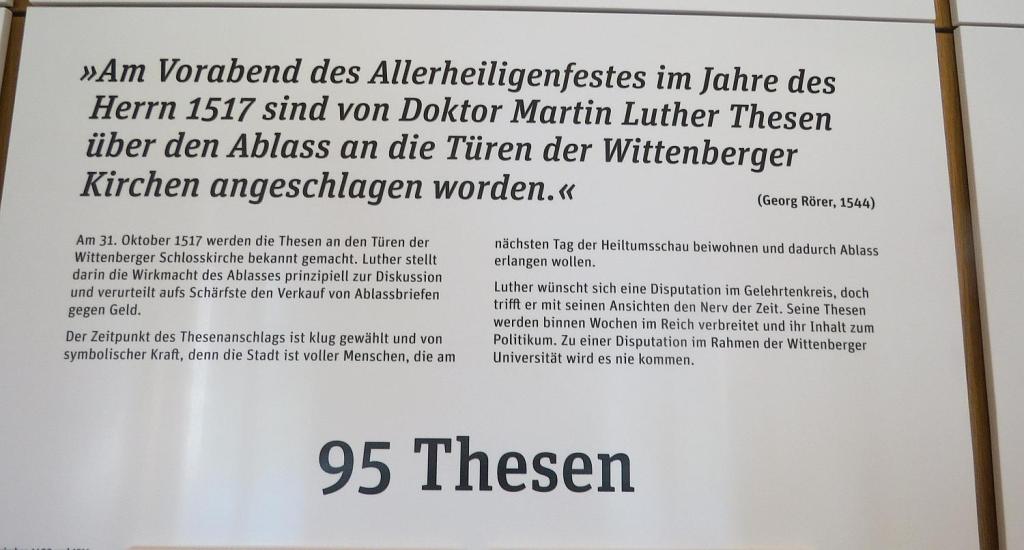 »Am Vorabend des Allerheiligenfestes im Jahre des
Herrn 1517 sind von Doktor Martin Luther Thesen
über den Ablass an die Türen der Wittenberger
Kirchen angeschlagen worden.«
(Georg Rörer, 1544)
Am 31. Oktober 1517 werden die Thesen an den Türen der
Wittenberger Schlosskirche bekannt gemacht. Luther stellt
darin die Wirkmacht des Ablasses prinzipiell zur Diskussion
und verurteilt aufs Schärfste den Verkauf von Ablassbriefen
gegen Geld.
Der Zeitpunkt des Thesenanschlags ist klug gewählt und von
symbolischer Kraft, denn die Stadt ist voller Menschen, die am
nächsten Tag der Heiltumsschau beiwohnen und dadurch Ablass
erlangen wollen.
Luther wünscht sich eine Disputation im Gelehrtenkreis, doch
trifft er mit seinen Ansichten den Nerv der Zeit. Seine Thesen
werden binnen Wochen im Reich verbreitet und ihr Inhalt zum
Politikum. Zu einer Disputation im Rahmen der Wittenberger
Universität wird es nie kommen.
95 Thesen